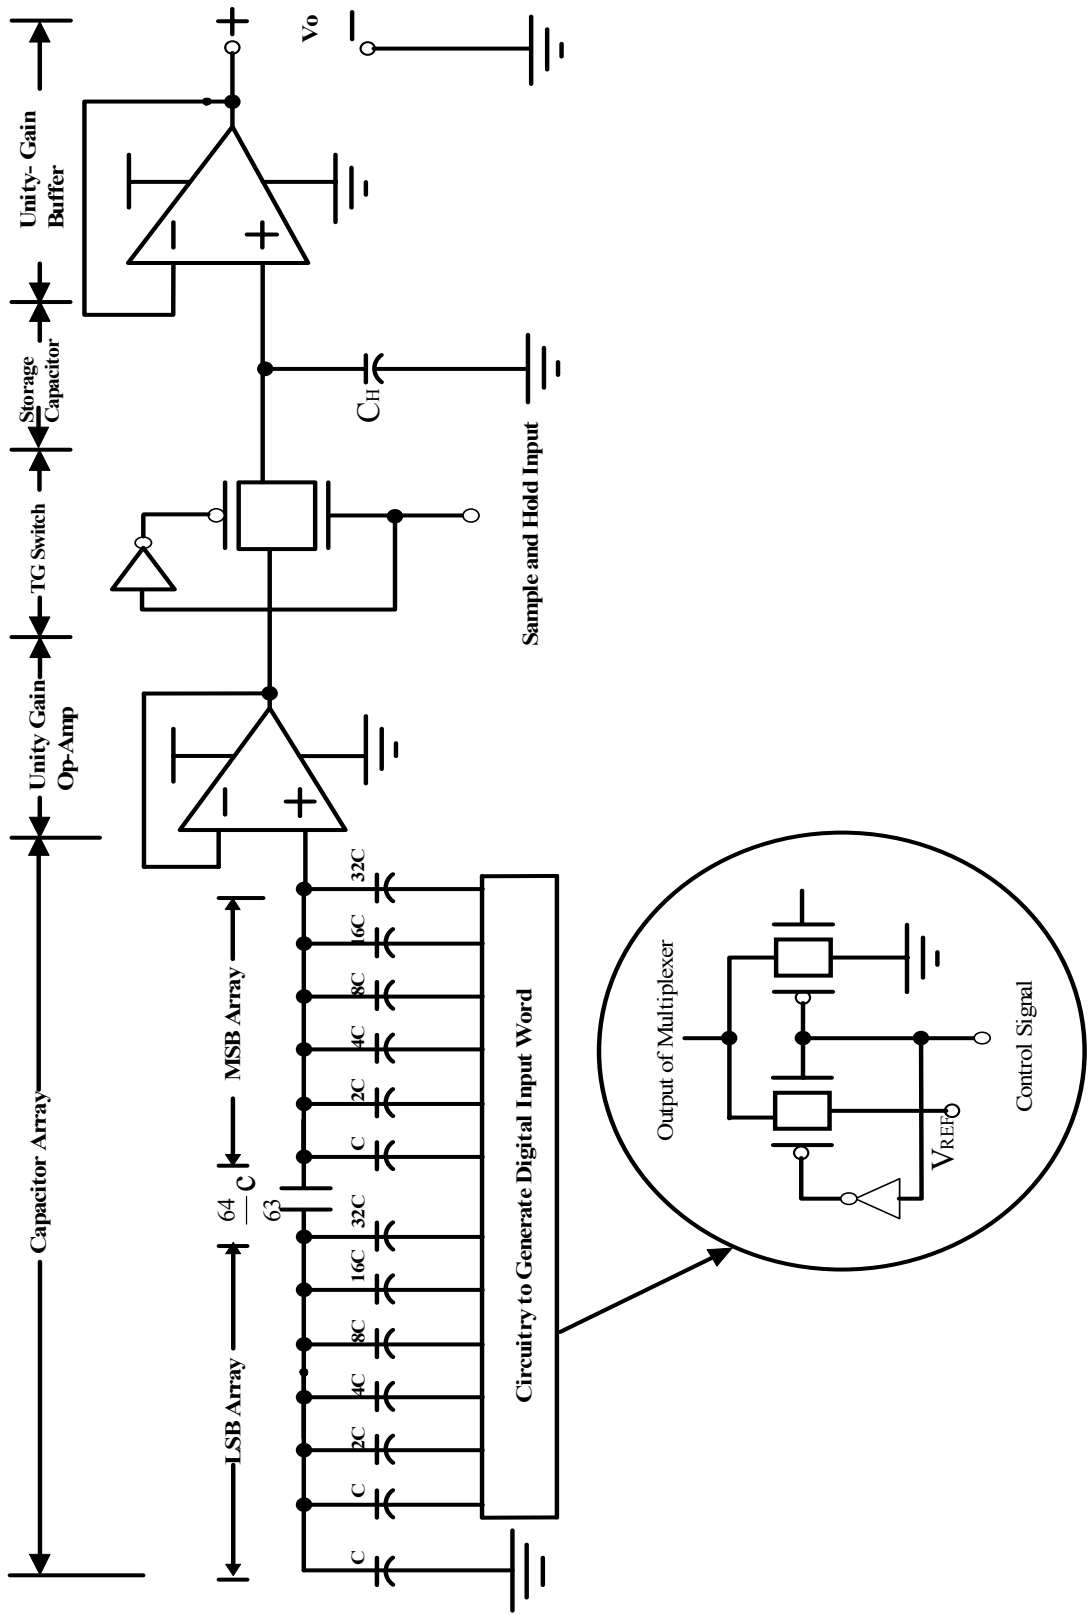 Capacitor Array
Unity Gain
Op-Amp
TG Switch
Storage
Capacitor
Unity- Gain
Buffer
LSB Array
64
63
C
MSB Array
C
C
2C
4C
8C
16C
32C
C
2C
4C
8C
16C
32C
−
+
−
+
CH
+
Vo
−
Sample and Hold Input
Circuitry to Generate Digital Input Word
Output of Multiplexer
VREF
Control Signal